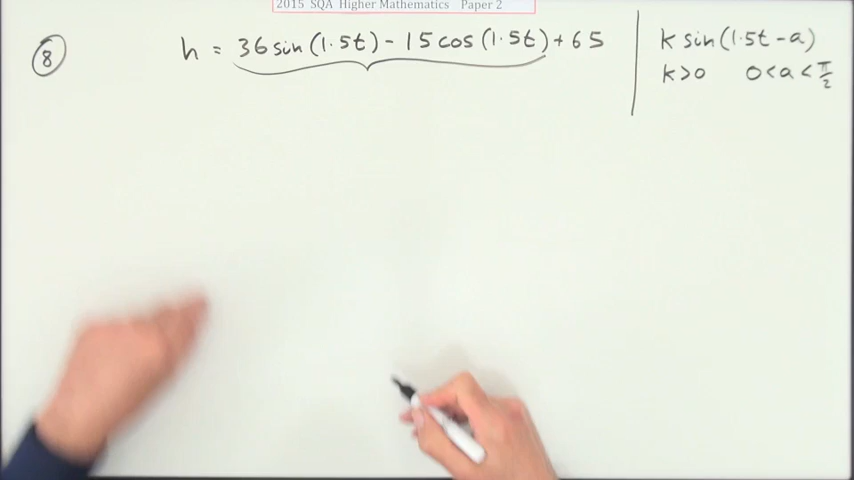 2015 SQA Higher Mathematics Paper 2
8
h = 36 sin (1.5t) - 15 cos (1.5t) + 65
k sin (1.5t - a)
k > 0 0 < a < π/2